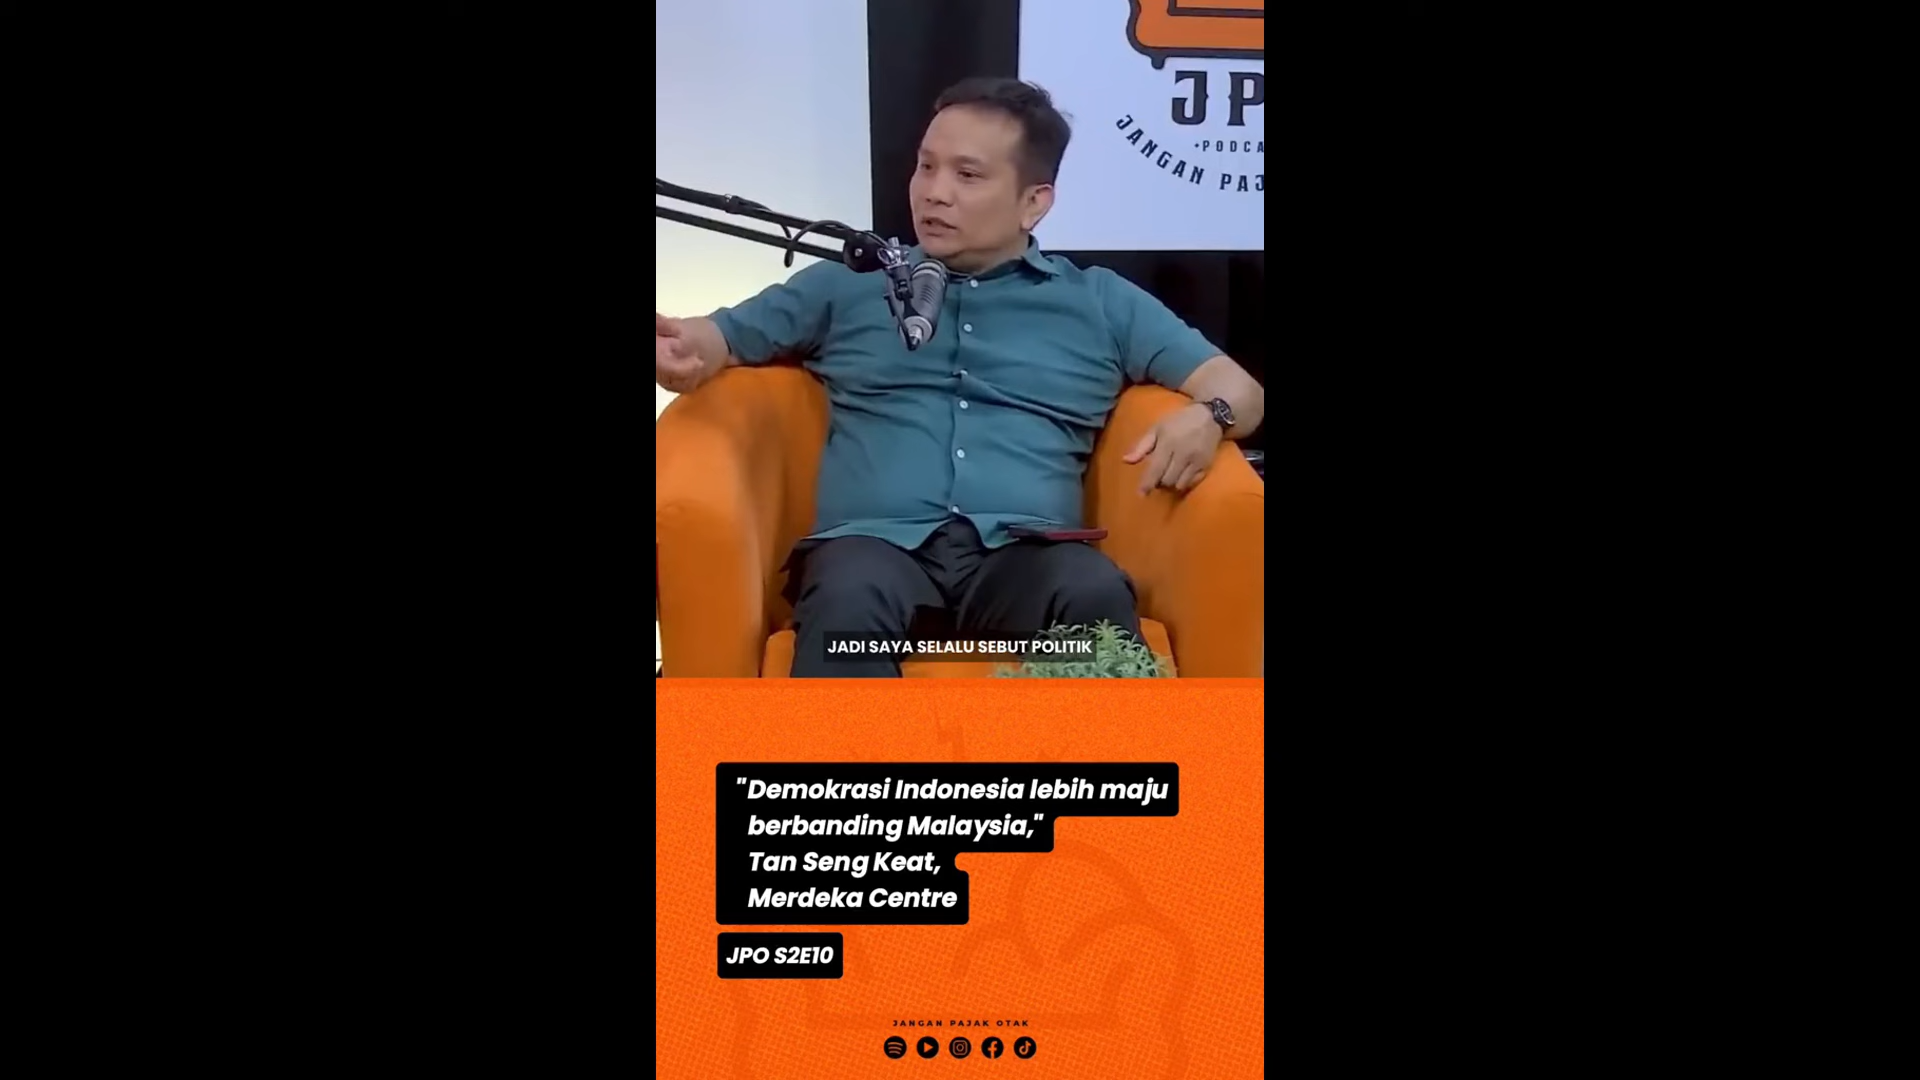 JP
•PODCA
JANGAN PAJ
JADI SAYA SELALU SEBUT POLITIK
"Demokrasi Indonesia lebih maju
berbanding Malaysia,"
Tan Seng Keat,
Merdeka Centre
JPO S2E10
JANGAN PAJAK OTAK